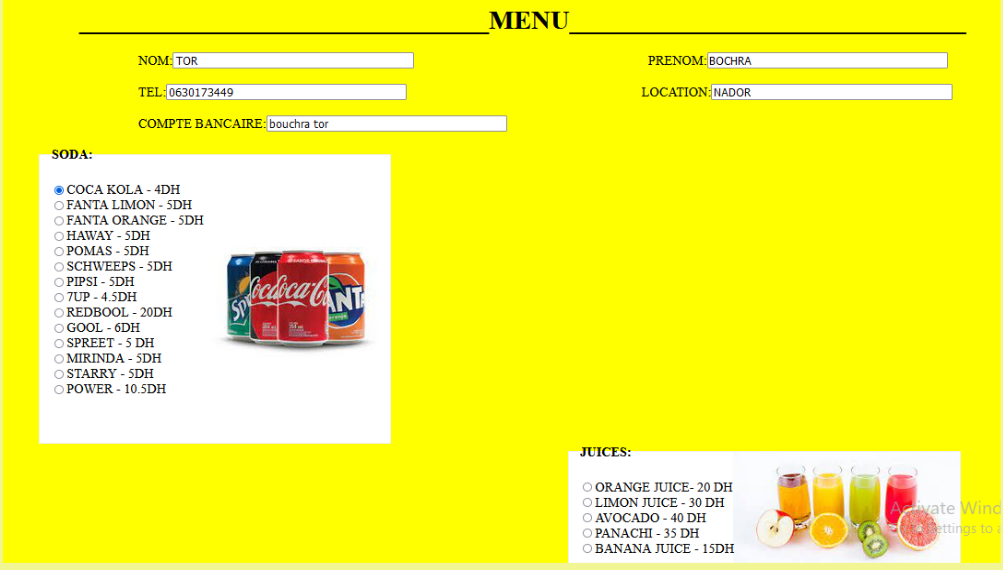 MENU
NOM: TOR
PRENOM: BOCHRA
TEL: 0630173449
LOCATION: NADOR
COMPTE BANCAIRE: bouchra tor
SODA:
COCA KOLA - 4DH
FANTA LIMON - 5DH
FANTA ORANGE - 5DH
HAWAY - 5DH
POMAS - 5DH
SCHWEEPS - 5DH
PIPSI - 5DH
7UP - 4.5DH
REDBOOL - 20DH
GOOL - 6DH
SPREET - 5 DH
MIRINDA - 5DH
STARRY - 5DH
POWER - 10.5DH
JUICES:
ORANGE JUICE- 20 DH
LIMON JUICE - 30 DH
AVOCADO - 40 DH
PANACHI - 35 DH
BANANA JUICE - 15DH
Activate Wind
ettings to a